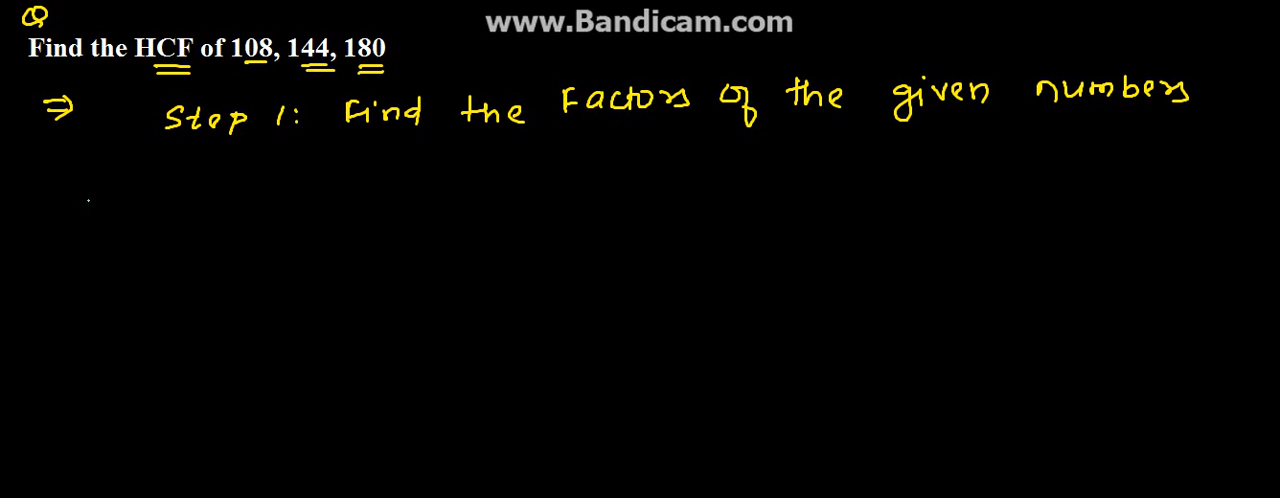 www.Bandicam.com
Q
Find the HCF of 108, 144, 180
⇒ Step 1: Find the Factors of the given numbers